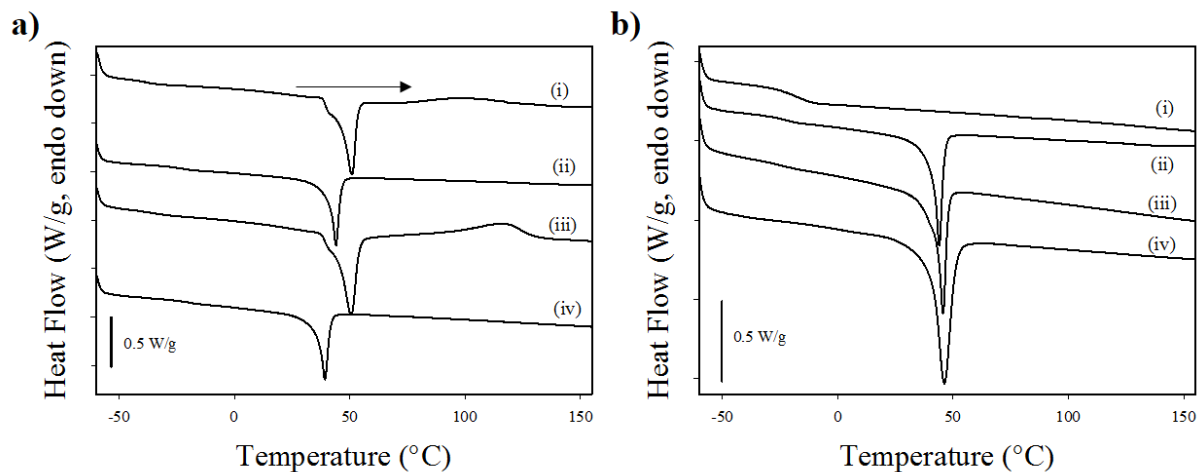 a)
Heat Flow (W/g, endo down)
(i)
(ii)
(iii)
(iv)
0.5 W/g
-50 0 50 100 150
Temperature (°C)
b)
Heat Flow (W/g, endo down)
(i)
(ii)
(iii)
(iv)
0.5 W/g
-50 0 50 100 150
Temperature (°C)